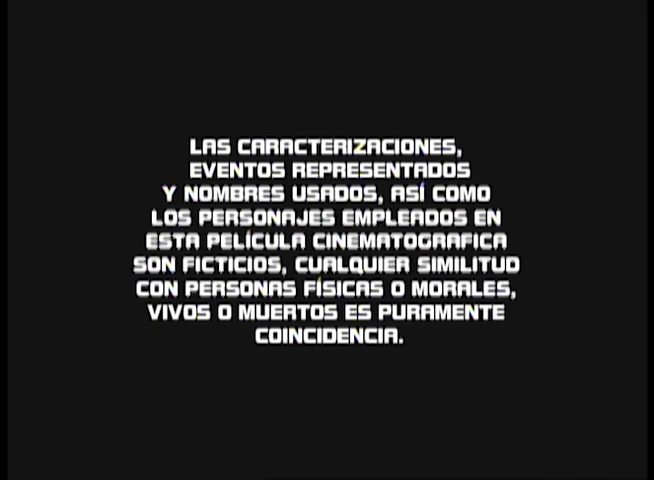 LAS CARACTERIZACIONES,
EVENTOS REPRESENTADOS
Y NOMBRES USADOS, ASÍ COMO
LOS PERSONAJES EMPLEADOS EN
ESTA PELÍCULA CINEMATOGRAFICA
SON FICTICIOS, CUALQUIER SIMILITUD
CON PERSONAS FÍSICAS O MORALES,
VIVOS O MUERTOS ES PURAMENTE
COINCIDENCIA.